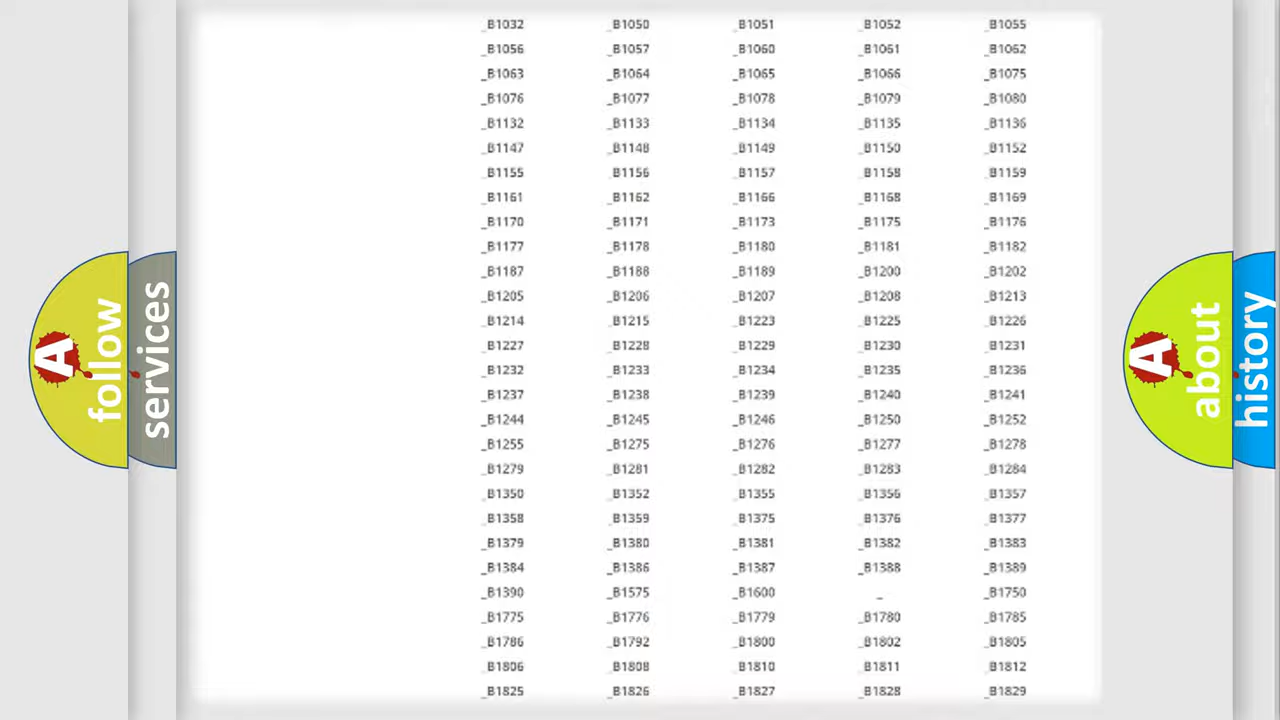 _B1032 _B1050 _B1051 _B1052 _B1055
_B1056 _B1057 _B1060 _B1061 _B1062
_B1063 _B1064 _B1065 _B1066 _B1075
_B1076 _B1077 _B1078 _B1079 _B1080
_B1132 _B1133 _B1134 _B1135 _B1136
_B1147 _B1148 _B1149 _B1150 _B1152
_B1155 _B1156 _B1157 _B1158 _B1159
_B1161 _B1162 _B1166 _B1168 _B1169
_B1170 _B1171 _B1173 _B1175 _B1176
_B1177 _B1178 _B1180 _B1181 _B1182
_B1187 _B1188 _B1189 _B1200 _B1202
_B1205 _B1206 _B1207 _B1208 _B1213
_B1214 _B1215 _B1223 _B1225 _B1226
_B1227 _B1228 _B1229 _B1230 _B1231
_B1232 _B1233 _B1234 _B1235 _B1236
_B1237 _B1238 _B1239 _B1240 _B1241
_B1244 _B1245 _B1246 _B1250 _B1252
_B1255 _B1275 _B1276 _B1277 _B1278
_B1279 _B1281 _B1282 _B1283 _B1284
_B1350 _B1352 _B1355 _B1356 _B1357
_B1358 _B1359 _B1375 _B1376 _B1377
_B1379 _B1380 _B1381 _B1382 _B1383
_B1384 _B1386 _B1387 _B1388 _B1389
_B1390 _B1575 _B1600 _ _B1750
_B1775 _B1776 _B1779 _B1780 _B1785
_B1786 _B1792 _B1800 _B1802 _B1805
_B1806 _B1808 _B1810 _B1811 _B1812
_B1825 _B1826 _B1827 _B1828 _B1829
A
follow
services
A
about
history